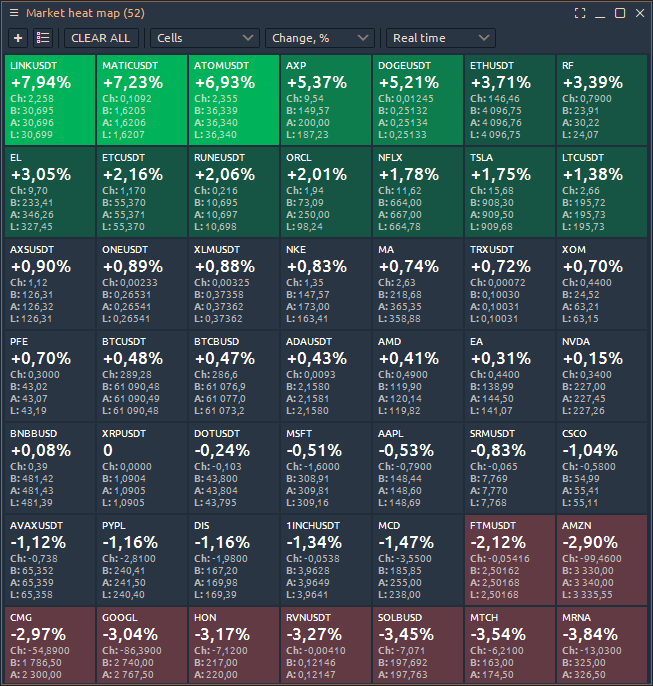 Market heat map (52)
+ CLEAR ALL Cells Change, % Real time
LINKUSDT MATICUSDT ATOMUSDT AXP DOGEUSDT ETHUSDT RF
+7,94% +7,23% +6,93% +5,37% +5,21% +3,71% +3,39%
Ch: 2,258 Ch: 0,1092 Ch: 2,355 Ch: 9,54 Ch: 0,01245 Ch: 146,46 Ch: 0,7900
B: 30,695 B: 1,6205 B: 36,339 B: 149,57 B: 0,25132 B: 4 096,75 B: 23,91
A: 30,696 A: 1,6206 A: 36,340 A: 200,00 A: 0,25134 A: 4 096,76 A: 30,22
L: 30,699 L: 1,6207 L: 36,340 L: 187,23 L: 0,25133 L: 4 096,75 L: 24,07
EL ETCUSDT RUNEUSDT ORCL NFLX TSLA LTCUSDT
+3,05% +2,16% +2,06% +2,01% +1,78% +1,75% +1,38%
Ch: 9,70 Ch: 1,170 Ch: 0,216 Ch: 1,94 Ch: 11,62 Ch: 15,68 Ch: 2,66
B: 233,41 B: 55,370 B: 10,695 B: 73,09 B: 664,00 B: 908,30 B: 195,72
A: 346,26 A: 55,371 A: 10,697 A: 250,00 A: 667,00 A: 909,50 A: 195,73
L: 327,45 L: 55,370 L: 10,698 L: 98,24 L: 664,78 L: 909,68 L: 195,73
AXSUSDT ONEUSDT XLMUSDT NKE MA TRXUSDT XOM
+0,90% +0,89% +0,88% +0,83% +0,74% +0,72% +0,70%
Ch: 1,12 Ch: 0,00233 Ch: 0,00325 Ch: 1,35 Ch: 2,63 Ch: 0,00072 Ch: 0,4400
B: 126,31 B: 0,26531 B: 0,37358 B: 147,57 B: 218,68 B: 0,10030 B: 24,52
A: 126,32 A: 0,26541 A: 0,37362 A: 173,00 A: 365,35 A: 0,10031 A: 63,21
L: 126,31 L: 0,26541 L: 0,37362 L: 163,41 L: 358,88 L: 0,10031 L: 63,15
PFE BTCUSDT BTCBUSD ADAUSDT AMD EA NVDA
+0,70% +0,48% +0,47% +0,43% +0,41% +0,31% +0,15%
Ch: 0,3000 Ch: 289,28 Ch: 286,6 Ch: 0,0093 Ch: 0,4900 Ch: 0,4400 Ch: 0,3400
B: 43,02 B: 61 090,48 B: 61 076,9 B: 2,1580 B: 119,90 B: 138,99 B: 227,00
A: 43,07 A: 61 090,49 A: 61 077,0 A: 2,1581 A: 120,14 A: 144,50 A: 227,45
L: 43,19 L: 61 090,48 L: 61 073,2 L: 2,1580 L: 119,82 L: 141,07 L: 227,26
BNBBUSD XRPUSDT DOTUSDT MSFT AAPL SRMUSDT CSCO
+0,08% 0 -0,24% -0,51% -0,53% -0,83% -1,04%
Ch: 0,39 Ch: 0,0000 Ch: -0,103 Ch: -1,6000 Ch: -0,7900 Ch: -0,065 Ch: -0,5800
B: 481,42 B: 1,0904 B: 43,800 B: 308,91 B: 148,44 B: 7,769 B: 54,99
A: 481,43 A: 1,0905 A: 43,804 A: 309,81 A: 148,60 A: 7,770 A: 55,41
L: 481,39 L: 1,0905 L: 43,795 L: 309,16 L: 148,69 L: 7,768 L: 55,11
AVAXUSDT PYPL DIS 1INCHUSDT MCD FTMUSDT AMZN
-1,12% -1,16% -1,16% -1,34% -1,47% -2,12% -2,90%
Ch: -0,738 Ch: -2,8100 Ch: -1,9800 Ch: -0,0538 Ch: -3,5500 Ch: -0,05416 Ch: -99,4600
B: 65,352 B: 240,41 B: 167,20 B: 3,9628 B: 185,85 B: 2,50162 B: 3 330,00
A: 65,359 A: 241,50 A: 169,98 A: 3,9649 A: 255,00 A: 2,50168 A: 3 340,00
L: 65,358 L: 240,40 L: 169,39 L: 3,9641 L: 238,00 L: 2,50168 L: 3 335,55
CMG GOOGL HON RVNUSDT SOLBUSD MTCH MRNA
-2,97% -3,04% -3,17% -3,27% -3,45% -3,54% -3,84%
Ch: -54,8900 Ch: -86,3900 Ch: -7,1200 Ch: -0,00410 Ch: -7,071 Ch: -6,2100 Ch: -13,0300
B: 1 786,50 B: 2 740,00 B: 217,00 B: 0,12146 B: 197,692 B: 163,00 B: 325,00
A: 2 300,00 A: 2 767,50 A: 220,00 A: 0,12147 A: 197,763 A: 174,50 A: 326,50